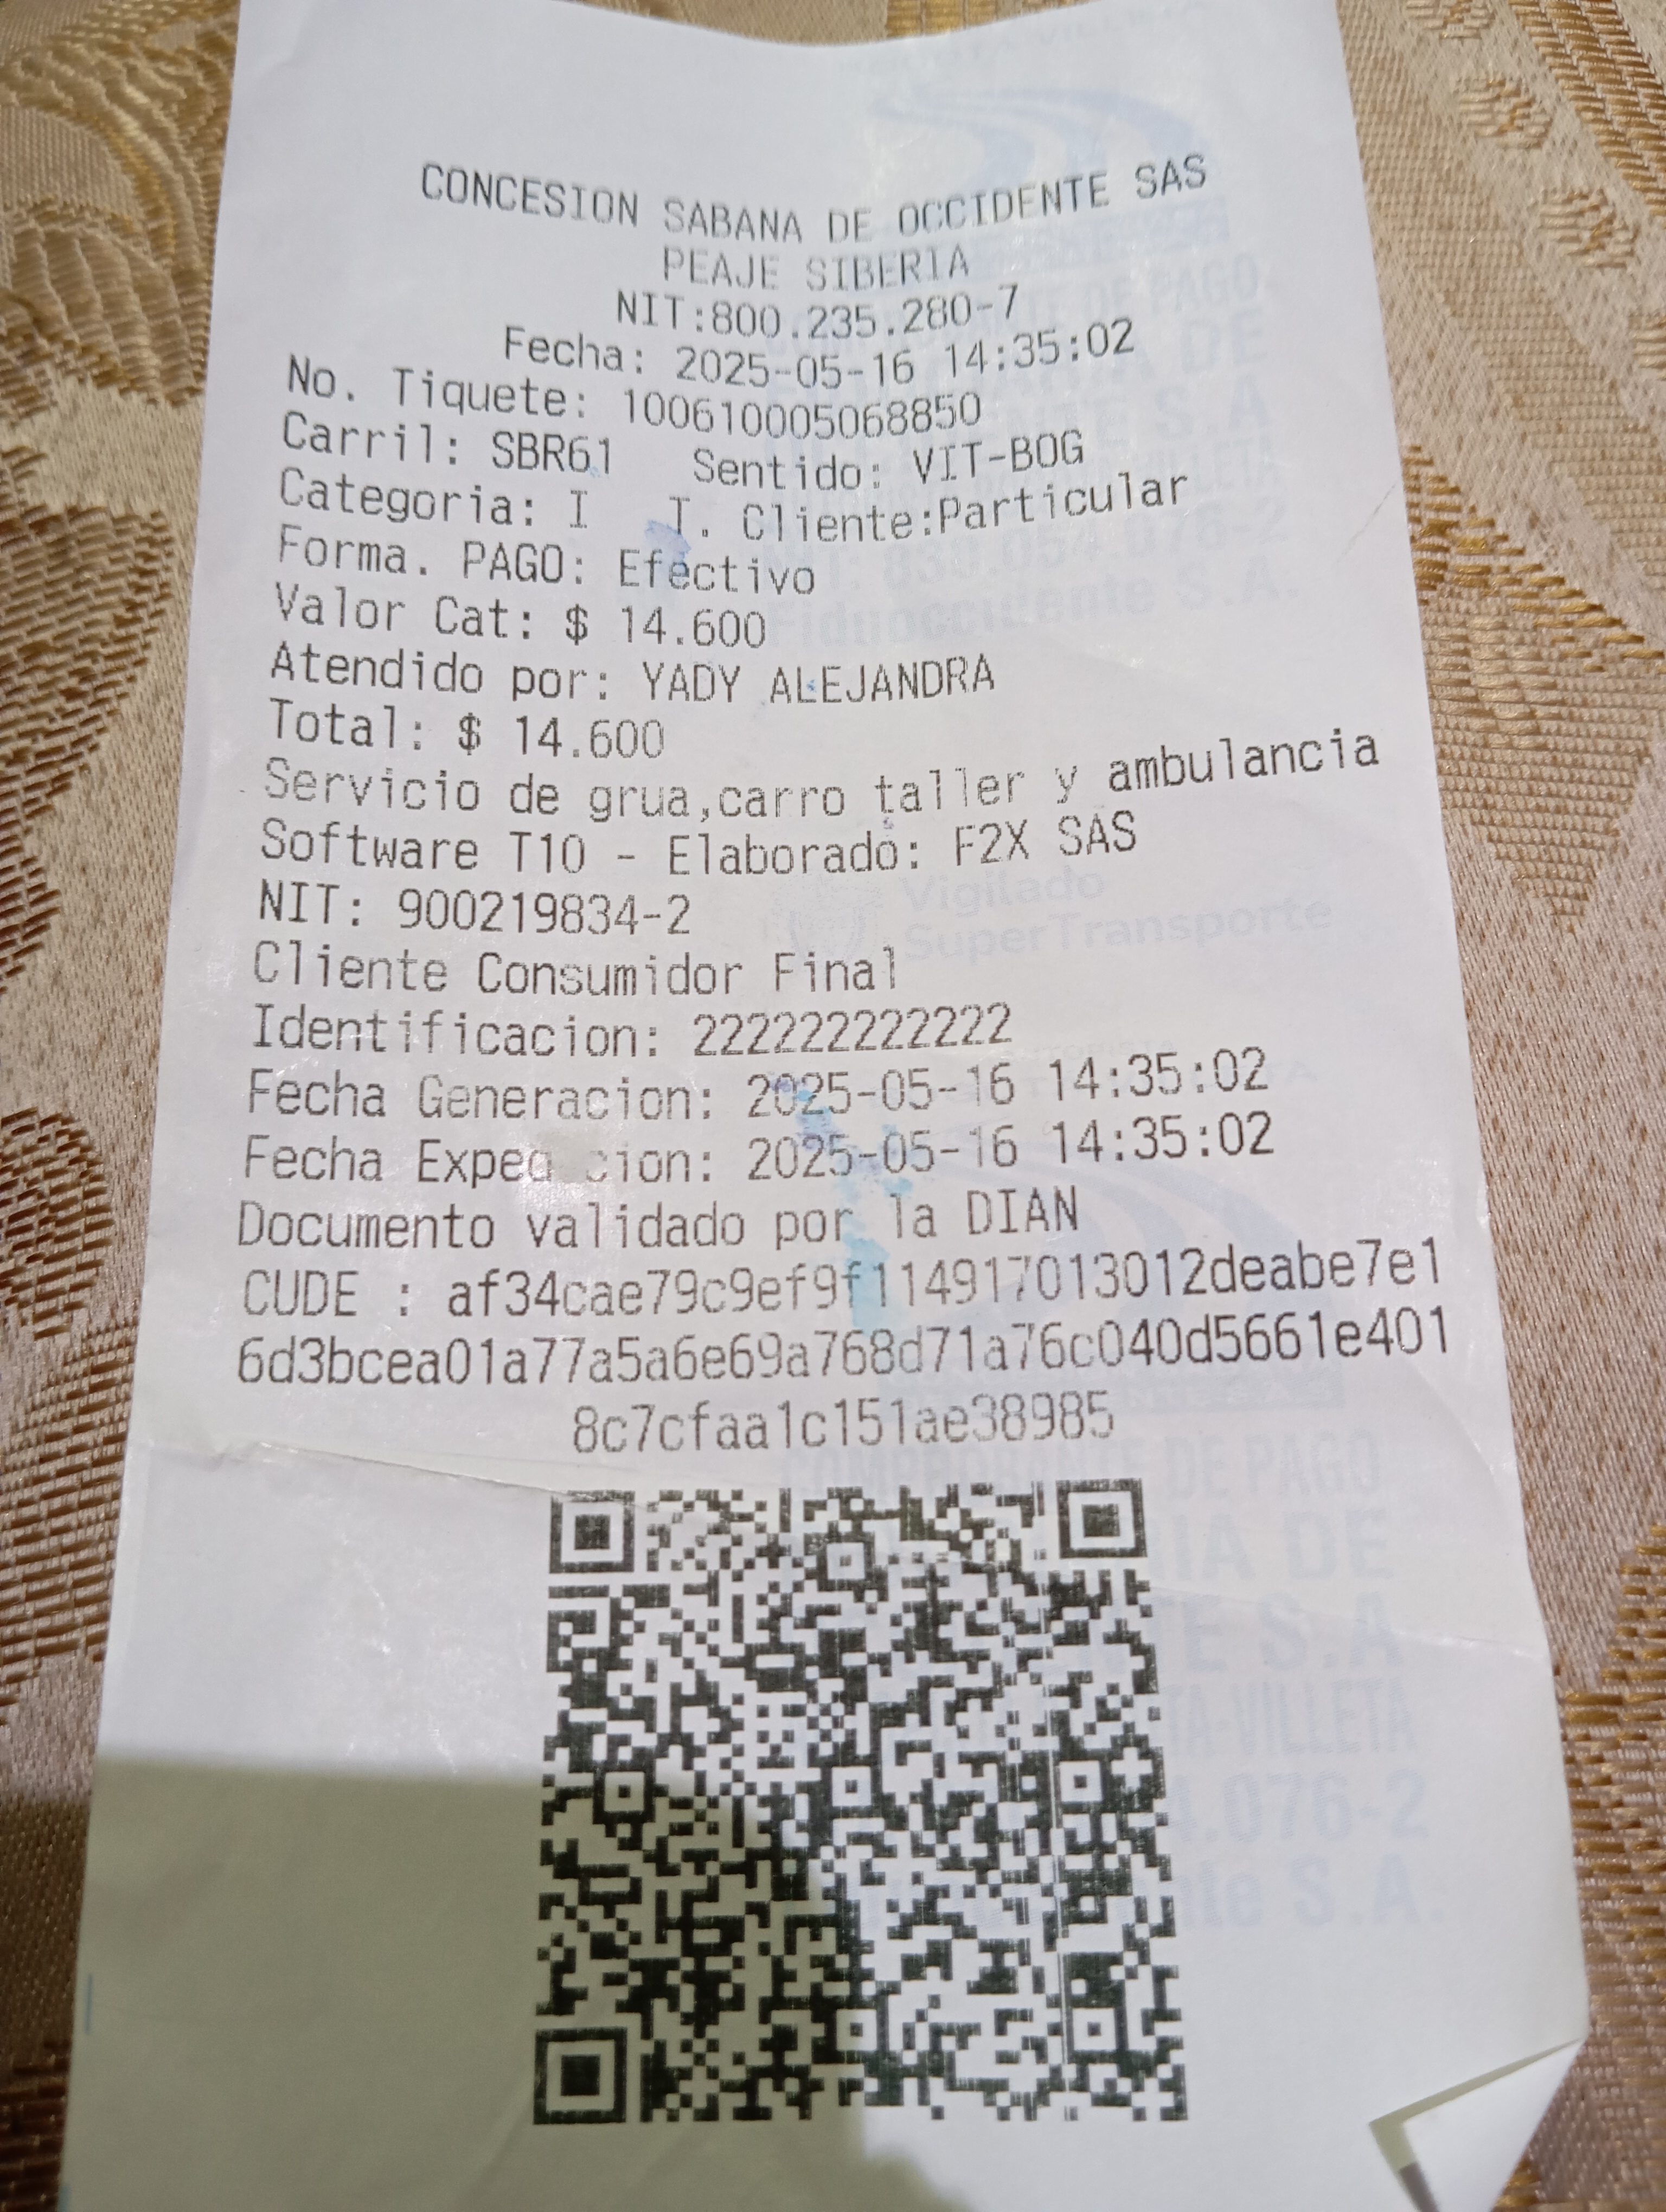 CONCESION SABANA DE OCCIDENTE SAS
PEAJE SIBERIA
NIT:800.235.280-7
Fecha: 2025-05-16 14:35:02
No. Tiquete: 100610005068850
Carril: SBR61 Sentido: VIT-BOG
Categoria: I T. Cliente:Particular
Forma. PAGO: Efectivo
Valor Cat: $ 14.600
Atendido por: YADY ALEJANDRA
Total: $ 14.600
Servicio de grua,carro taller y ambulancia
Software T10 - Elaborado: F2X SAS
NIT: 900219834-2
Cliente Consumidor Final
Identificacion: 222222222222
Fecha Generacion: 2025-05-16 14:35:02
Fecha Expedicion: 2025-05-16 14:35:02
Documento validado por la DIAN
CUDE : af34cae79c9ef9f114917013012deabe7e1
6d3bcea01a77a5a6e69a768d71a76c040d5661e401
8c7cfaa1c151ae38985
Vigilado
SuperTransporte